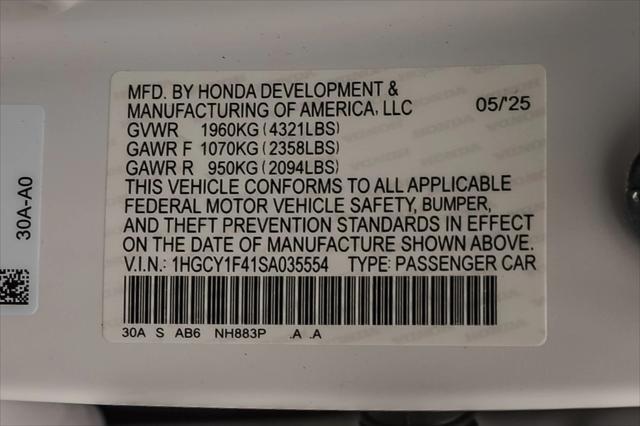 MFD. BY HONDA DEVELOPMENT &
MANUFACTURING OF AMERICA, LLC 05/'25
GVWR 1960KG (4321LBS)
GAWR F 1070KG (2358LBS)
GAWR R 950KG (2094LBS)
THIS VEHICLE CONFORMS TO ALL APPLICABLE
FEDERAL MOTOR VEHICLE SAFETY, BUMPER,
AND THEFT PREVENTION STANDARDS IN EFFECT
ON THE DATE OF MANUFACTURE SHOWN ABOVE.
V.I.N.: 1HGCY1F41SA035554 TYPE: PASSENGER CAR
30A S AB6 NH883P .A .A
30A-A0